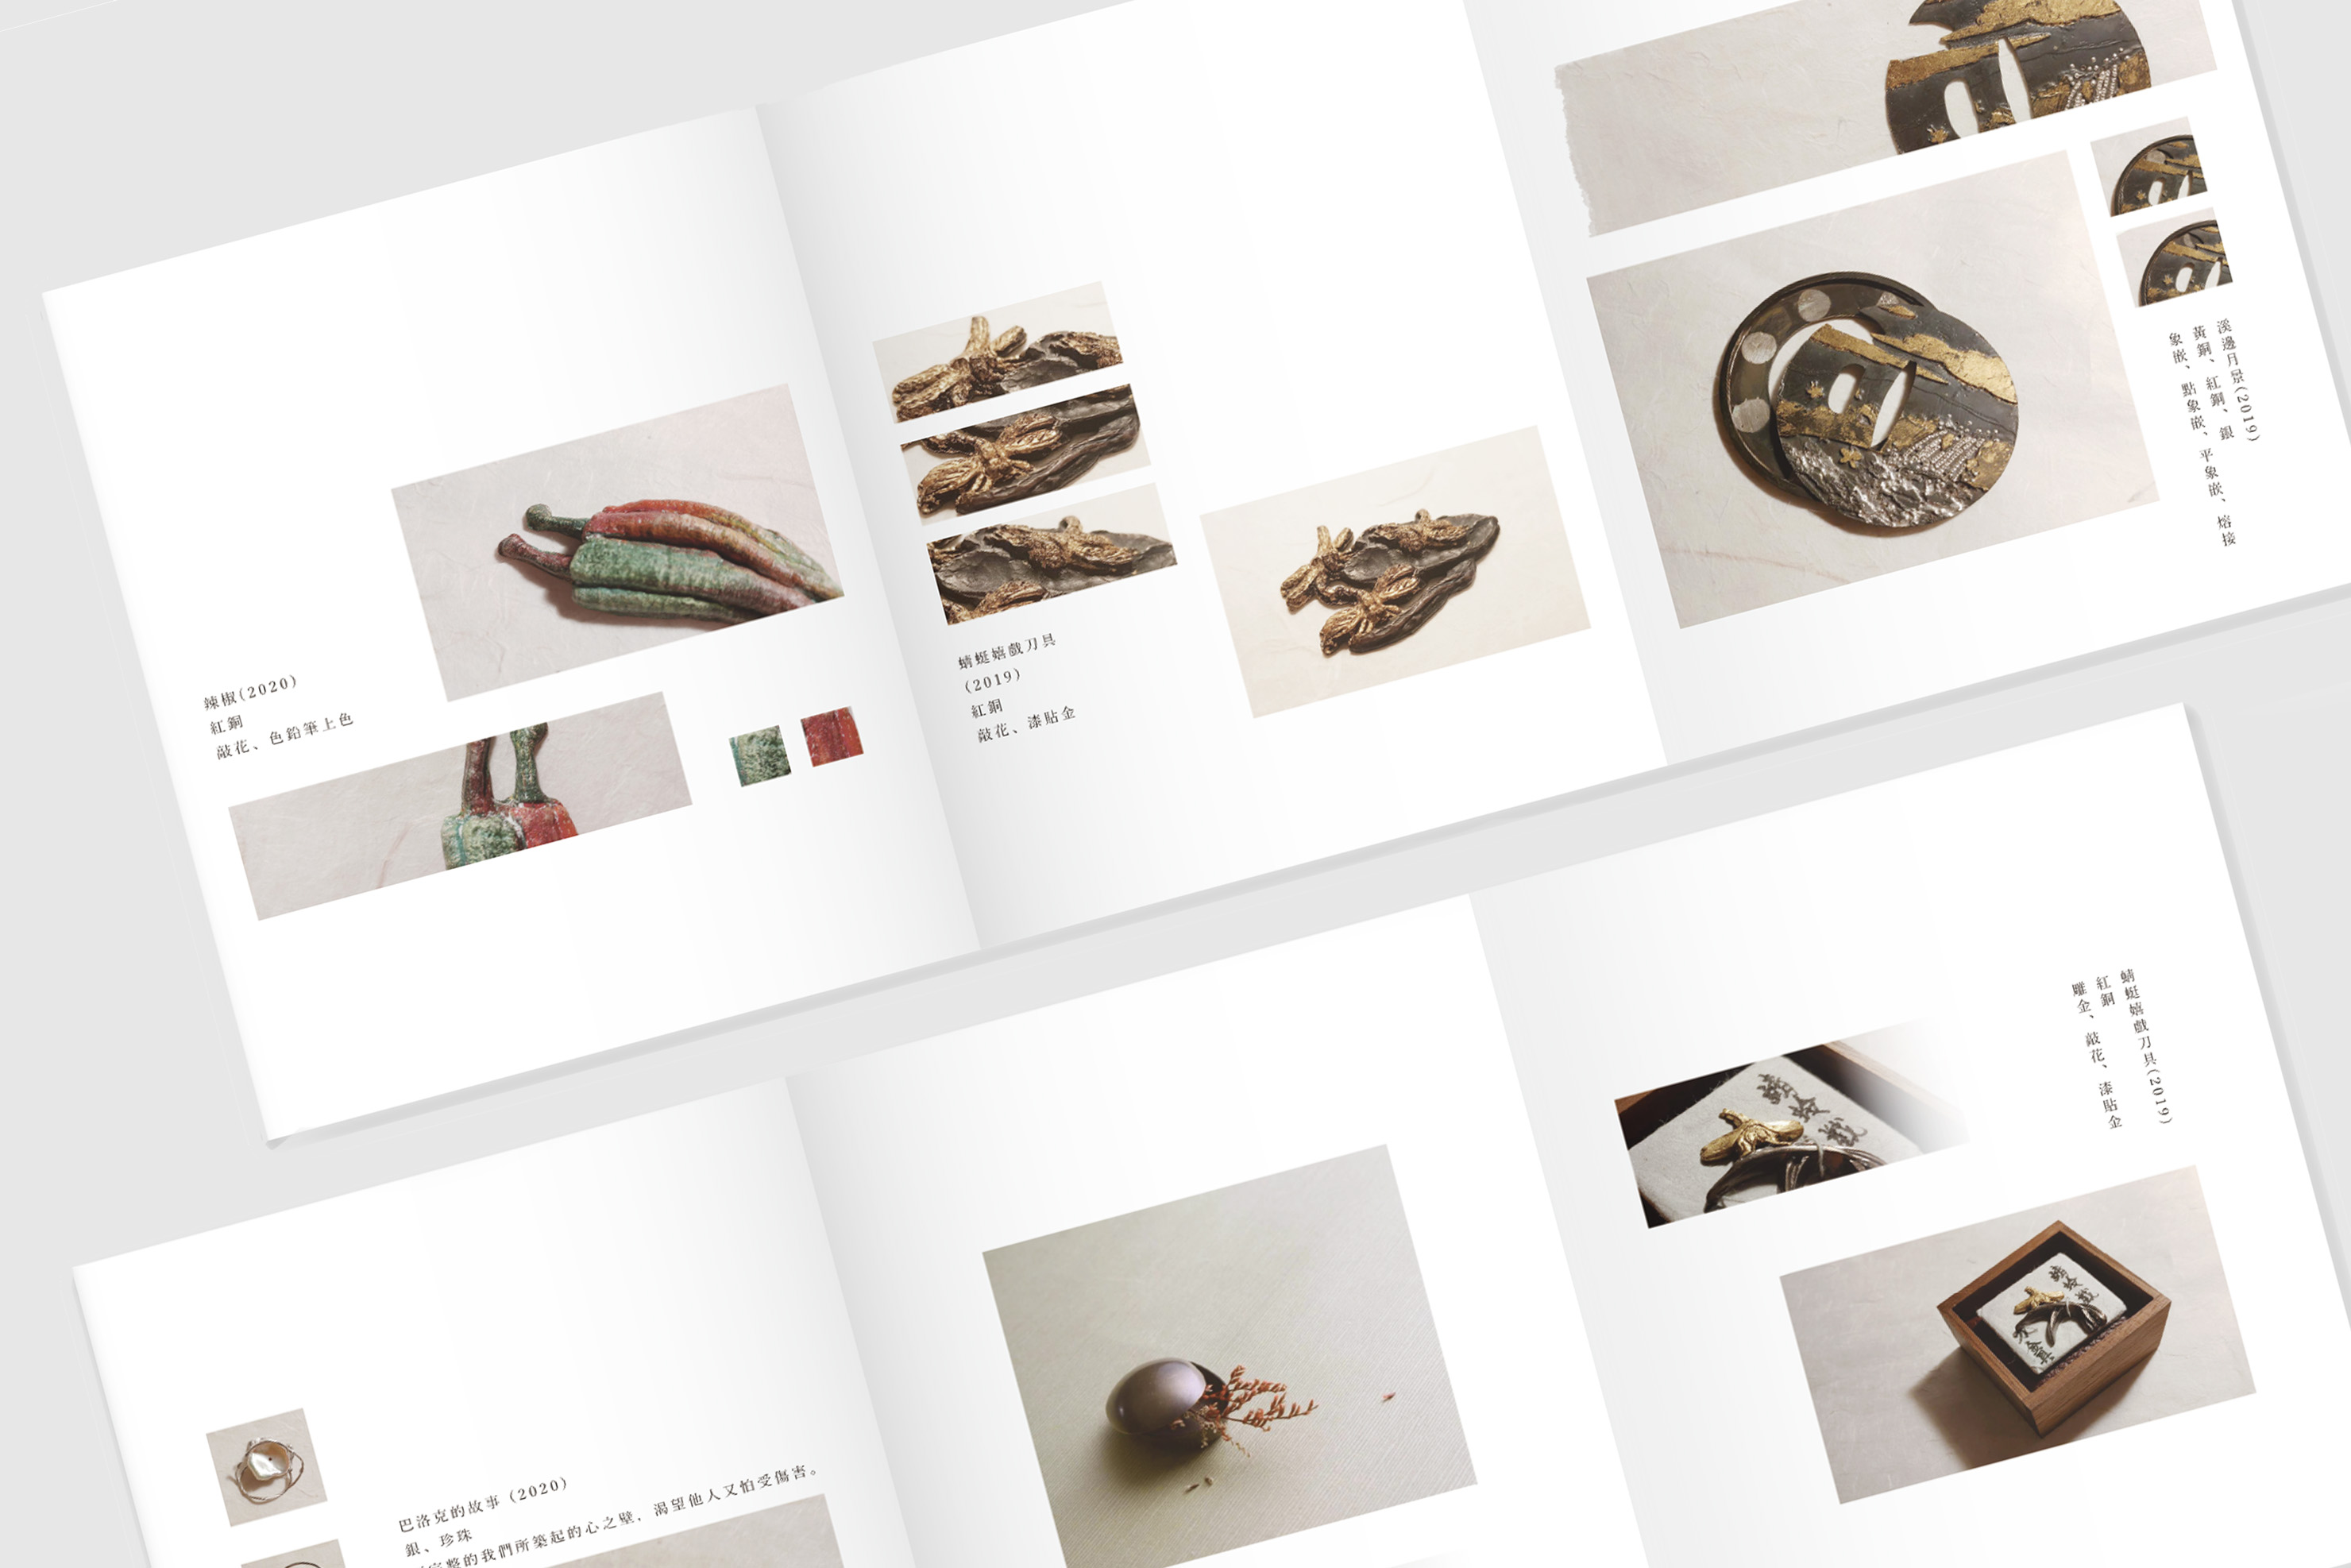 辣椒(2020)
紅銅
敲花、色鉛筆上色
蜻蜓嬉戲刀具
(2019)
紅銅
敲花、漆貼金
溪邊月景(2019)
黃銅、紅銅、銀
象嵌、點象嵌、平象嵌、熔接
蜻蜓嬉戲刀具(2019)
紅銅
雕金、敲花、漆貼金
巴洛克的故事 (2020)
銀、珍珠
完整的我們所築起的心之壁，渴望他人又怕受傷害。